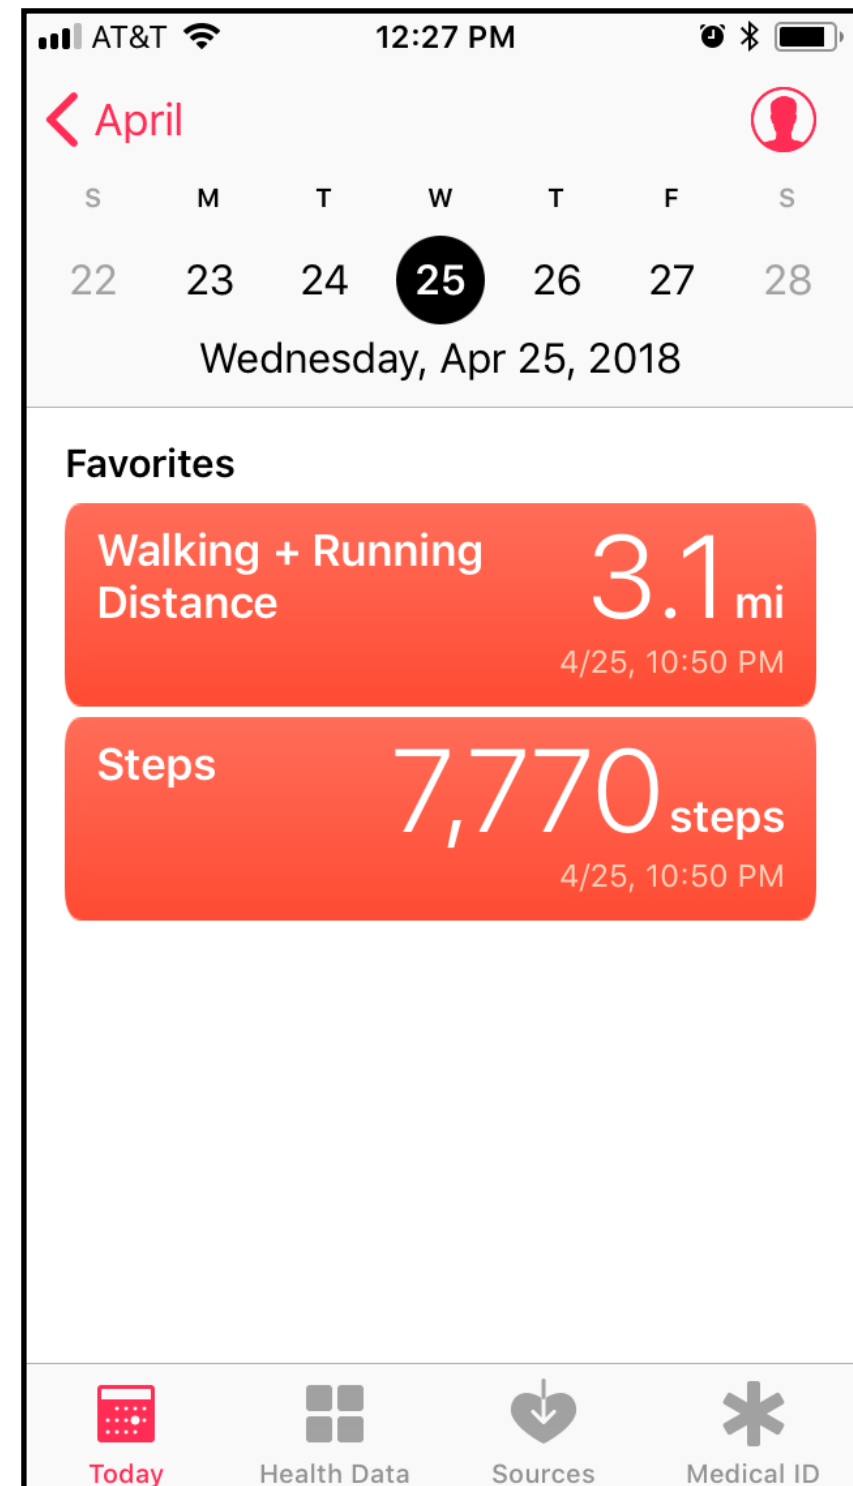 AT&T 12:27 PM
April
S M T W T F S
22 23 24 25 26 27 28
Wednesday, Apr 25, 2018
Favorites
Walking + Running
Distance
3.1 mi
4/25, 10:50 PM
Steps
7,770 steps
4/25, 10:50 PM
Today Health Data Sources Medical ID